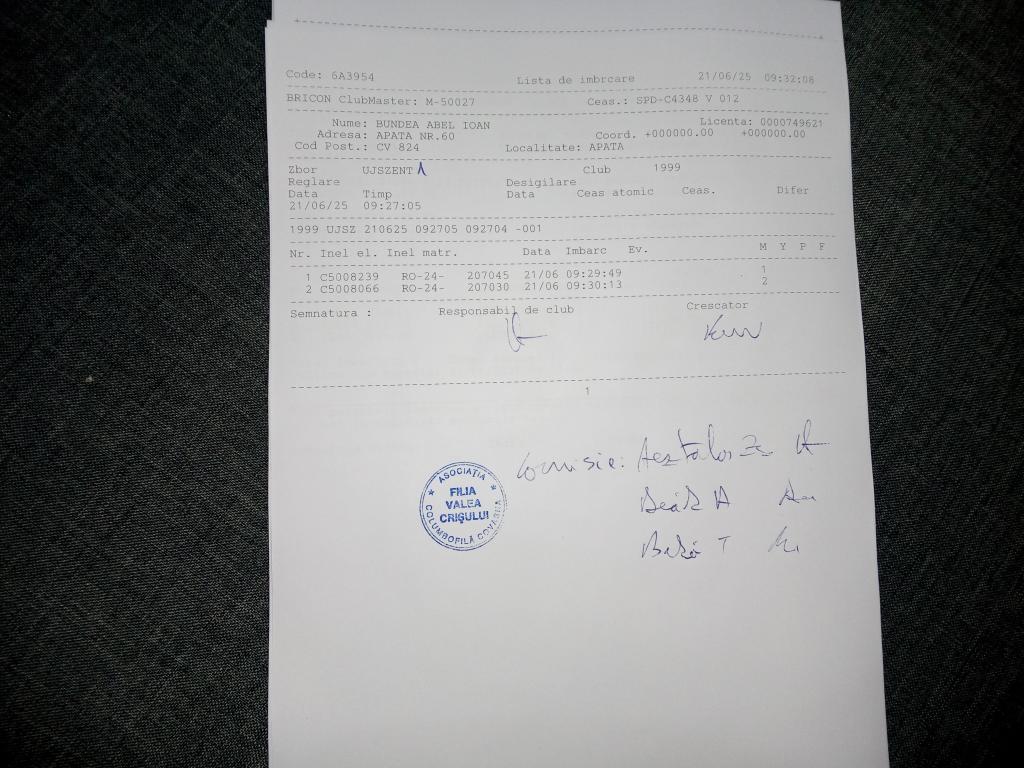 Code: 6A3954 Lista de imbrcare 21/06/25 09:32:08
BRICON ClubMaster: M-50027 Ceas.: SPD-C4348 V 012
Nume: BUNDEA ABEL IOAN Licenta: 0000749621
Adresa: APATA NR.60 Coord. +000000.00 +000000.00
Cod Post.: CV 824 Localitate: APATA
Zbor UJSZENT 1 Club 1999
Reglare Desigilare
Data Timp Data Ceas atomic Ceas. Difer
21/06/25 09:27:05
1999 UJSZ 210625 092705 092704 -001
Nr. Inel el. Inel matr. Data Imbarc Ev. M Y P F
1 C5008239 RO-24- 207045 21/06 09:29:49 1
2 C5008066 RO-24- 207030 21/06 09:30:13 2
Semnatura : Responsabil de club Crescator
1
Comisie:
ASOCIAȚIA
FILIA
VALEA
CRIȘULUI
COLUMBOFILĂ COVASNA